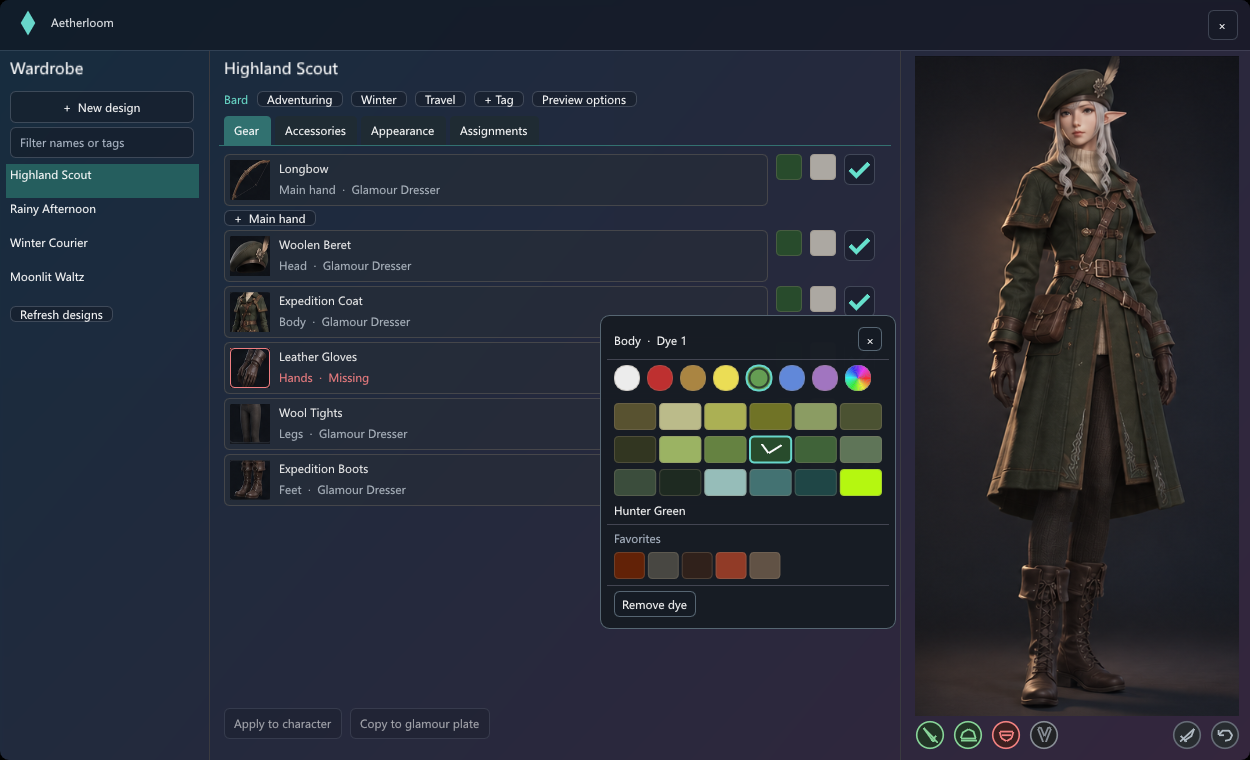 Aetherloom
×
Wardrobe
+ New design
Filter names or tags
Highland Scout
Rainy Afternoon
Winter Courier
Moonlit Waltz
Refresh designs
Highland Scout
Bard Adventuring Winter Travel + Tag Preview options
Gear Accessories Appearance Assignments
Longbow
Main hand · Glamour Dresser
+ Main hand
Woolen Beret
Head · Glamour Dresser
Expedition Coat
Body · Glamour Dresser
Leather Gloves
Hands · Missing
Wool Tights
Legs · Glamour Dresser
Expedition Boots
Feet · Glamour Dresser
Body · Dye 1
×
Hunter Green
Favorites
Remove dye
Apply to character Copy to glamour plate